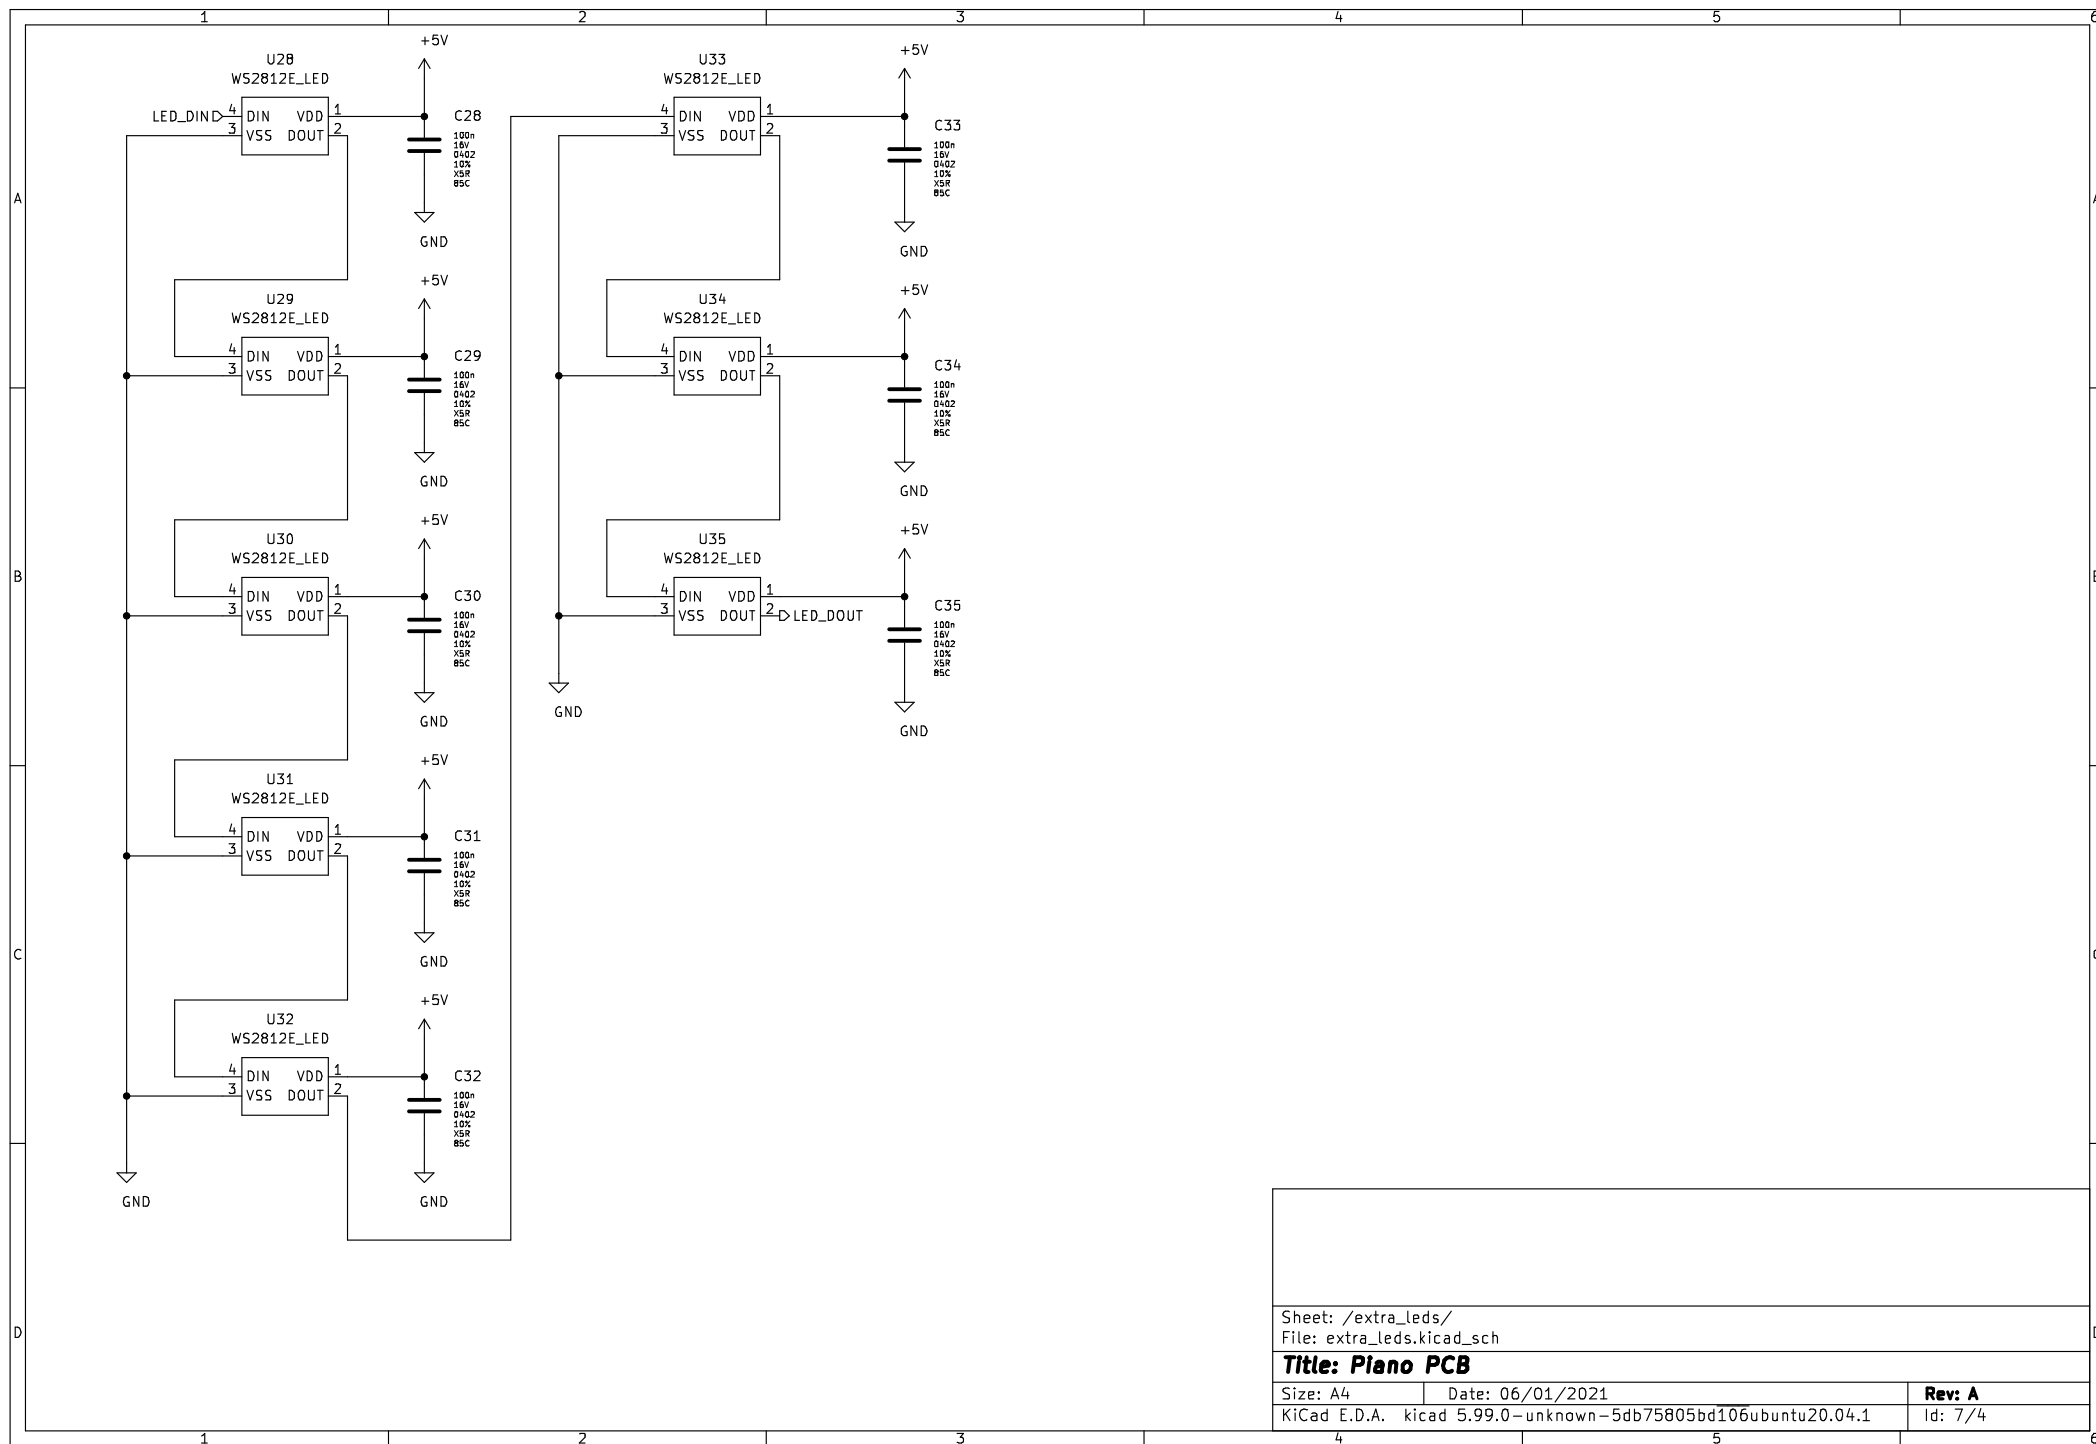 1 2 3 4 5 6
+5V
U28
WS2812E_LED
LED_DIN 4 DIN VDD 1
3 VSS DOUT 2
C28
100n
16V
0402
10%
X5R
85C
GND
+5V
U29
WS2812E_LED
4 DIN VDD 1
3 VSS DOUT 2
C29
100n
16V
0402
10%
X5R
85C
GND
+5V
U30
WS2812E_LED
4 DIN VDD 1
3 VSS DOUT 2
C30
100n
16V
0402
10%
X5R
85C
GND
+5V
U31
WS2812E_LED
4 DIN VDD 1
3 VSS DOUT 2
C31
100n
16V
0402
10%
X5R
85C
GND
+5V
U32
WS2812E_LED
4 DIN VDD 1
3 VSS DOUT 2
C32
100n
16V
0402
10%
X5R
85C
GND
GND
+5V
U33
WS2812E_LED
4 DIN VDD 1
3 VSS DOUT 2
C33
100n
16V
0402
10%
X5R
85C
GND
+5V
U34
WS2812E_LED
4 DIN VDD 1
3 VSS DOUT 2
C34
100n
16V
0402
10%
X5R
85C
GND
+5V
U35
WS2812E_LED
4 DIN VDD 1
3 VSS DOUT 2 LED_DOUT
C35
100n
16V
0402
10%
X5R
85C
GND
GND
A
B
C
D
Sheet: /extra_leds/
File: extra_leds.kicad_sch
Title: Piano PCB
Size: A4 Date: 06/01/2021 Rev: A
KiCad E.D.A. kicad 5.99.0-unknown-5db75805bd106ubuntu20.04.1 Id: 7/4
1 2 3 4 5 6